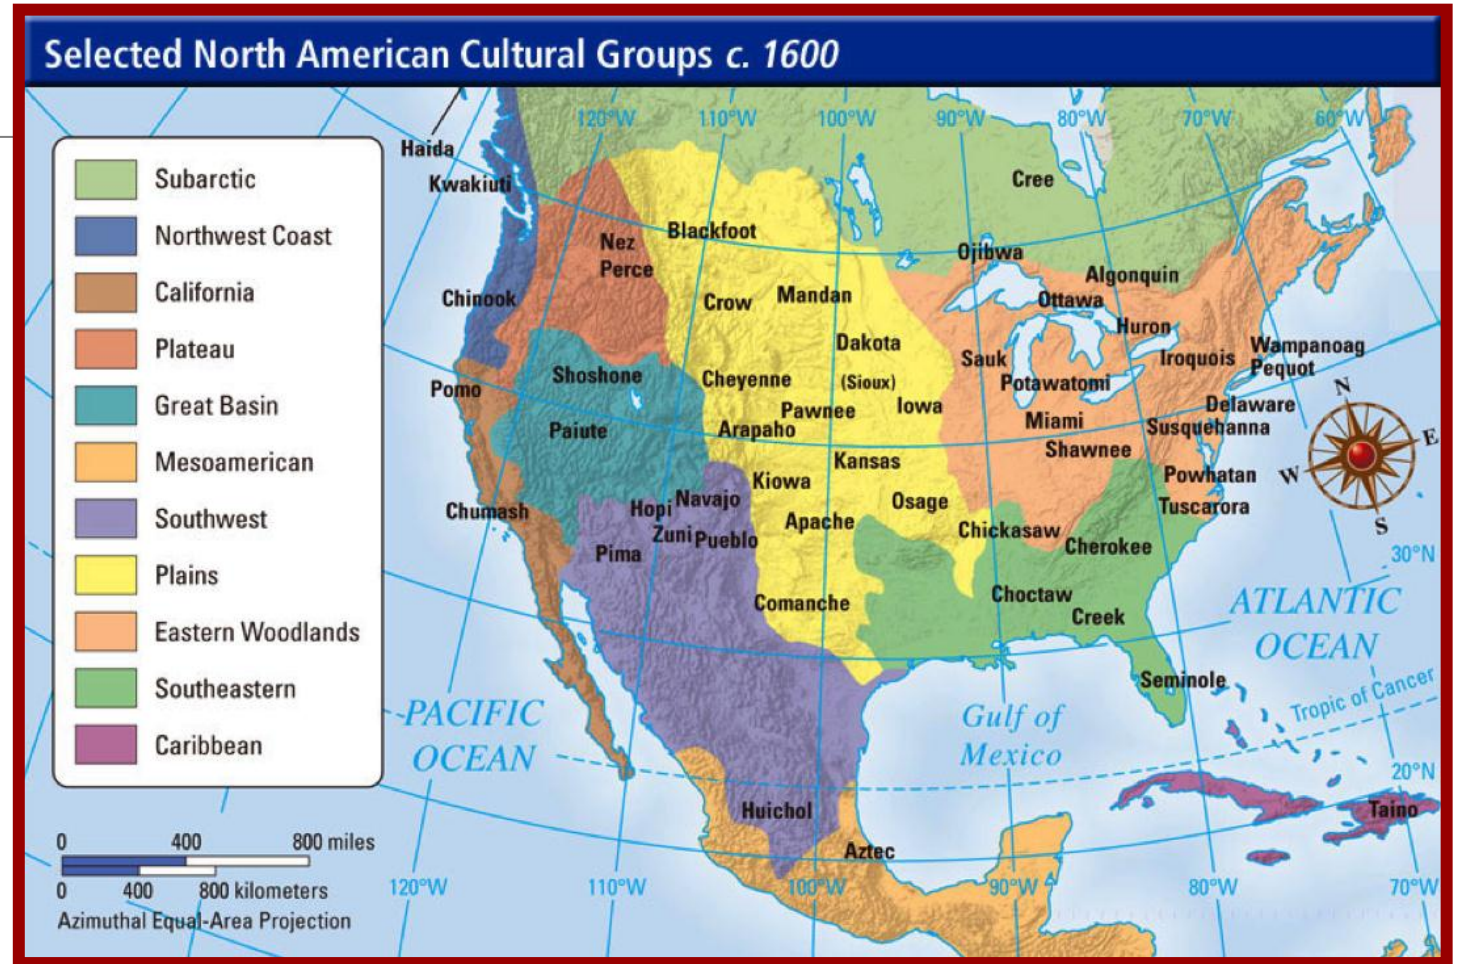 Selected North American Cultural Groups c. 1600
120°W 110°W 100°W 90°W 80°W 70°W 60°W
Subarctic
Northwest Coast
California
Plateau
Great Basin
Mesoamerican
Southwest
Plains
Eastern Woodlands
Southeastern
Caribbean
Haida
Kwakiuti
Cree
Blackfoot
Nez
Perce
Ojibwa
Algonquin
Chinook
Crow
Mandan
Ottawa
Huron
Dakota
(Sioux)
Sauk
Iroquois
Wampanoag
Pequot
Pomo
Shoshone
Cheyenne
Potawatomi
Pawnee
Iowa
Delaware
Paiute
Arapaho
Miami
Susquehanna
Shawnee
Kansas
Kiowa
Powhatan
Chumash
Hopi
Navajo
Osage
Tuscarora
Zuni
Pueblo
Apache
Chickasaw
Pima
Cherokee
Comanche
Choctaw
Creek
Seminole
Huichol
Aztec
Taino
N
E
W
S
30°N
ATLANTIC
OCEAN
Tropic of Cancer
PACIFIC
OCEAN
Gulf of
Mexico
20°N
0 400 800 miles
0 400 800 kilometers
Azimuthal Equal-Area Projection
120°W 110°W 100°W 90°W 80°W 70°W